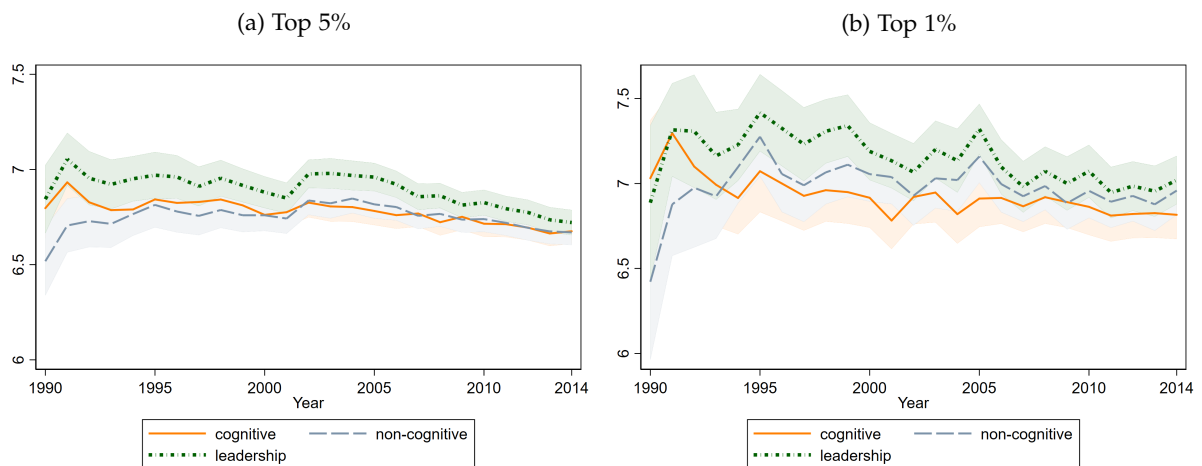 (a) Top 5%
7.5
7
6.5
6
1990 1995 2000 2005 2010 2014
Year
cognitive non-cognitive
leadership
(b) Top 1%
7.5
7
6.5
6
1990 1995 2000 2005 2010 2014
Year
cognitive non-cognitive
leadership